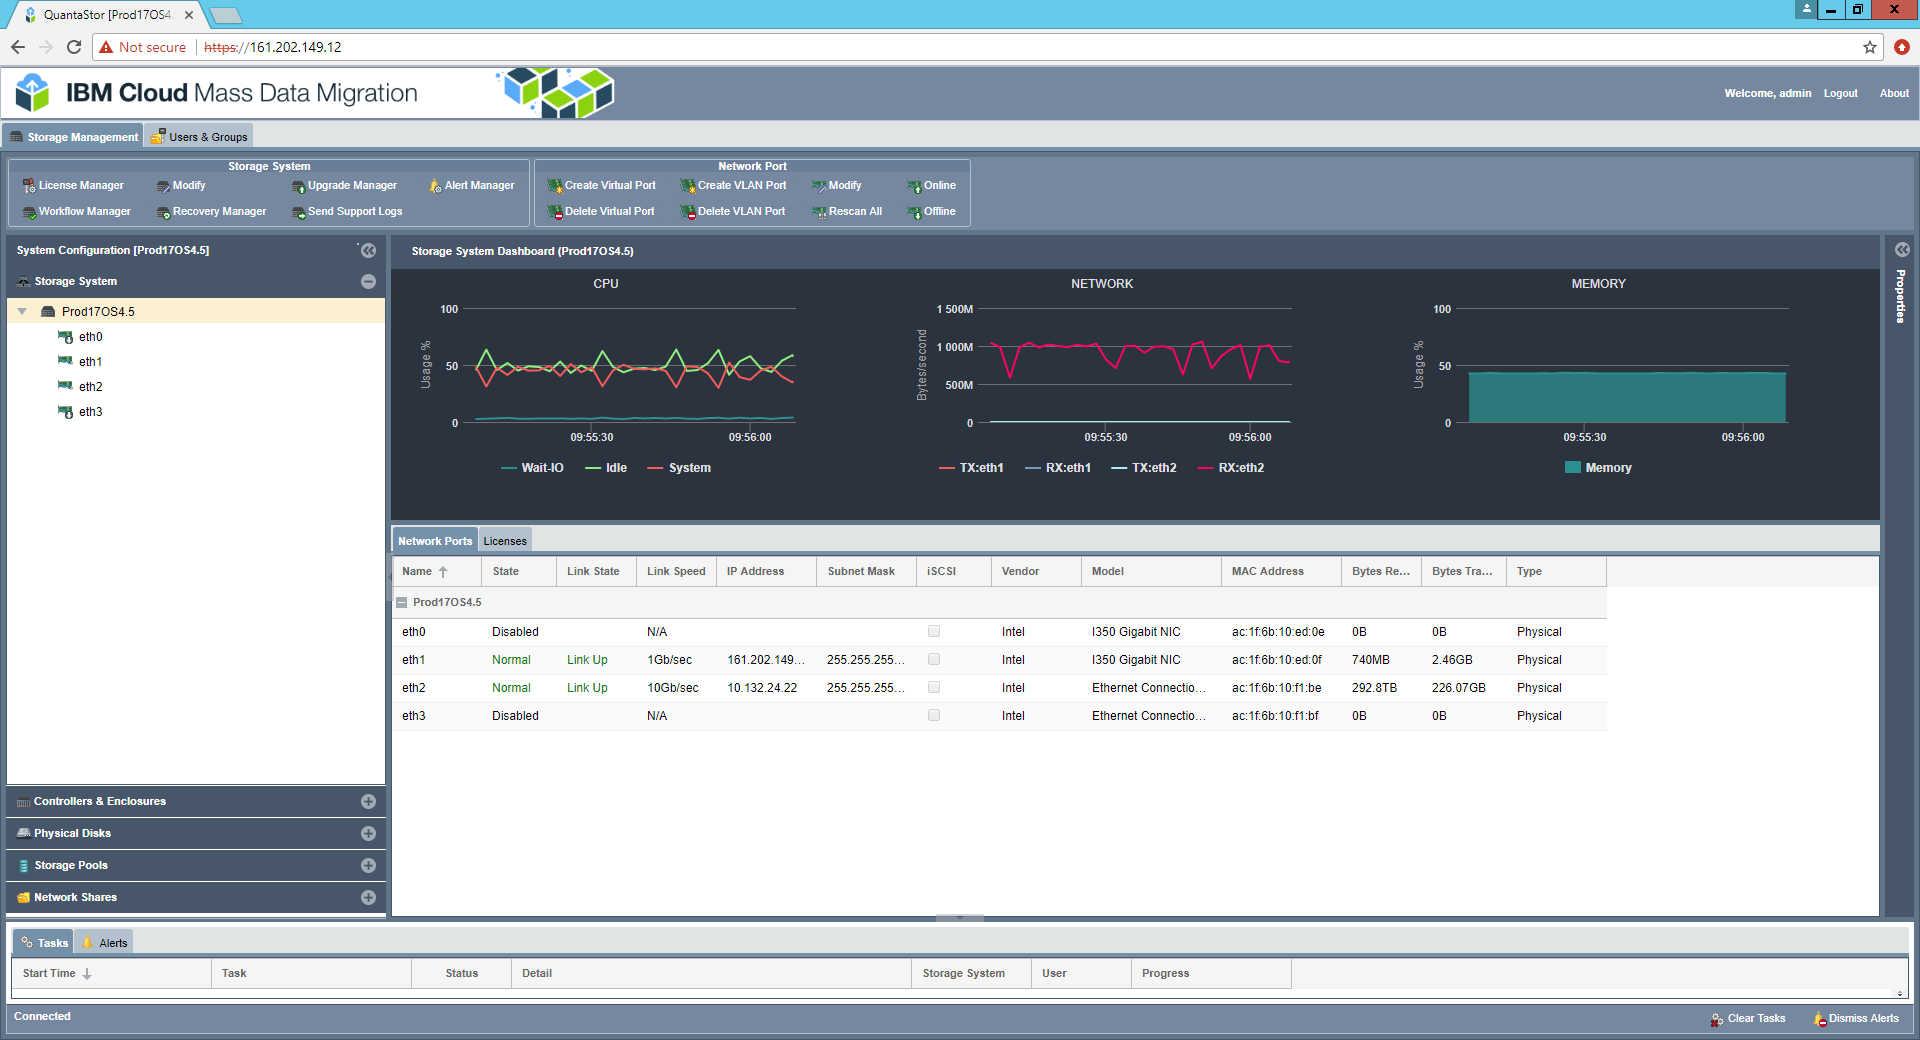 QuantaStor [Prod17OS4.
Not secure https://161.202.149.12
IBM Cloud Mass Data Migration
Welcome, admin Logout About
Storage Management Users & Groups
Storage System
License Manager Modify Upgrade Manager Alert Manager
Workflow Manager Recovery Manager Send Support Logs
Network Port
Create Virtual Port Create VLAN Port Modify Online
Delete Virtual Port Delete VLAN Port Rescan All Offline
System Configuration [Prod17OS4.5]
Storage System
Prod17OS4.5
eth0
eth1
eth2
eth3
Controllers & Enclosures
Physical Disks
Storage Pools
Network Shares
Storage System Dashboard (Prod17OS4.5)
CPU
Usage %
100
50
0
09:55:30 09:56:00
Wait-IO Idle System
NETWORK
Bytes/second
1 500M
1 000M
500M
0
09:55:30 09:56:00
TX:eth1 RX:eth1 TX:eth2 RX:eth2
MEMORY
Usage %
100
50
0
09:55:30 09:56:00
Memory
Properties
Network Ports Licenses
Name State Link State Link Speed IP Address Subnet Mask iSCSI Vendor Model MAC Address Bytes Re... Bytes Tra... Type
Prod17OS4.5
eth0 Disabled N/A Intel I350 Gigabit NIC ac:1f:6b:10:ed:0e 0B 0B Physical
eth1 Normal Link Up 1Gb/sec 161.202.149... 255.255.255... Intel I350 Gigabit NIC ac:1f:6b:10:ed:0f 740MB 2.46GB Physical
eth2 Normal Link Up 10Gb/sec 10.132.24.22 255.255.255... Intel Ethernet Connectio... ac:1f:6b:10:f1:be 292.8TB 226.07GB Physical
eth3 Disabled N/A Intel Ethernet Connectio... ac:1f:6b:10:f1:bf 0B 0B Physical
Tasks Alerts
Start Time Task Status Detail Storage System User Progress
Connected
Clear Tasks Dismiss Alerts